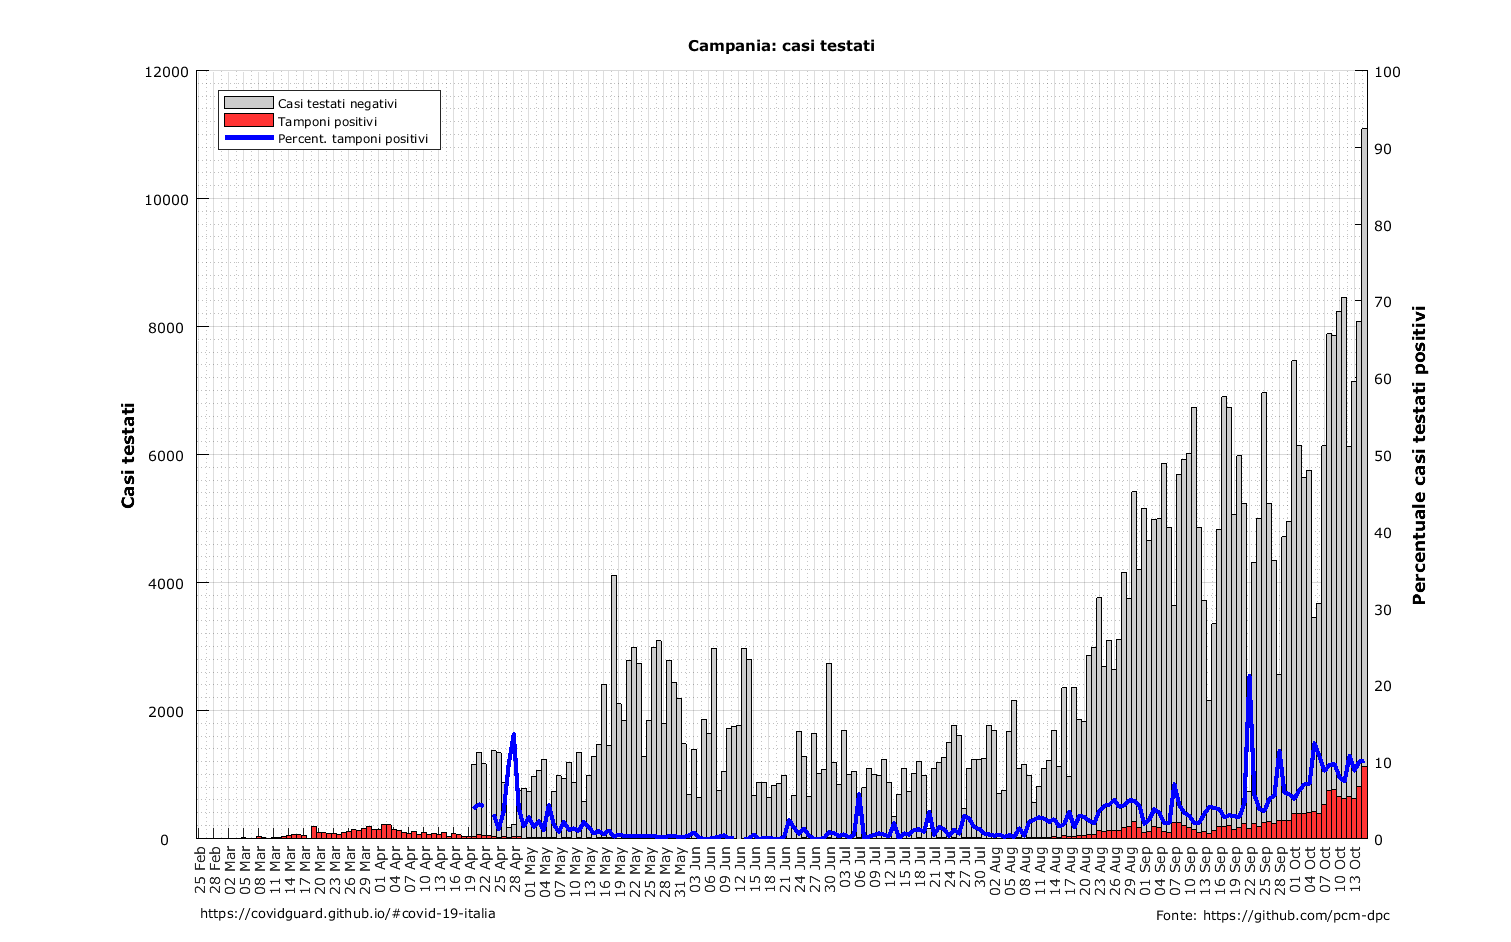 Campania: casi testati
12000
10000
8000
6000
4000
2000
0
Casi testati
Casi testati negativi
Tamponi positivi
Percent. tamponi positivi
100
90
80
70
60
50
40
30
20
10
0
Percentuale casi testati positivi
25 Feb
28 Feb
02 Mar
05 Mar
08 Mar
11 Mar
14 Mar
17 Mar
20 Mar
23 Mar
26 Mar
29 Mar
01 Apr
04 Apr
07 Apr
10 Apr
13 Apr
16 Apr
19 Apr
22 Apr
25 Apr
28 Apr
01 May
04 May
07 May
10 May
13 May
16 May
19 May
22 May
25 May
28 May
31 May
03 Jun
06 Jun
09 Jun
12 Jun
15 Jun
18 Jun
21 Jun
24 Jun
27 Jun
30 Jun
03 Jul
06 Jul
09 Jul
12 Jul
15 Jul
18 Jul
21 Jul
24 Jul
27 Jul
30 Jul
02 Aug
05 Aug
08 Aug
11 Aug
14 Aug
17 Aug
20 Aug
23 Aug
26 Aug
29 Aug
01 Sep
04 Sep
07 Sep
10 Sep
13 Sep
16 Sep
19 Sep
22 Sep
25 Sep
28 Sep
01 Oct
04 Oct
07 Oct
10 Oct
13 Oct
https://covidguard.github.io/#covid-19-italia
Fonte: https://github.com/pcm-dpc